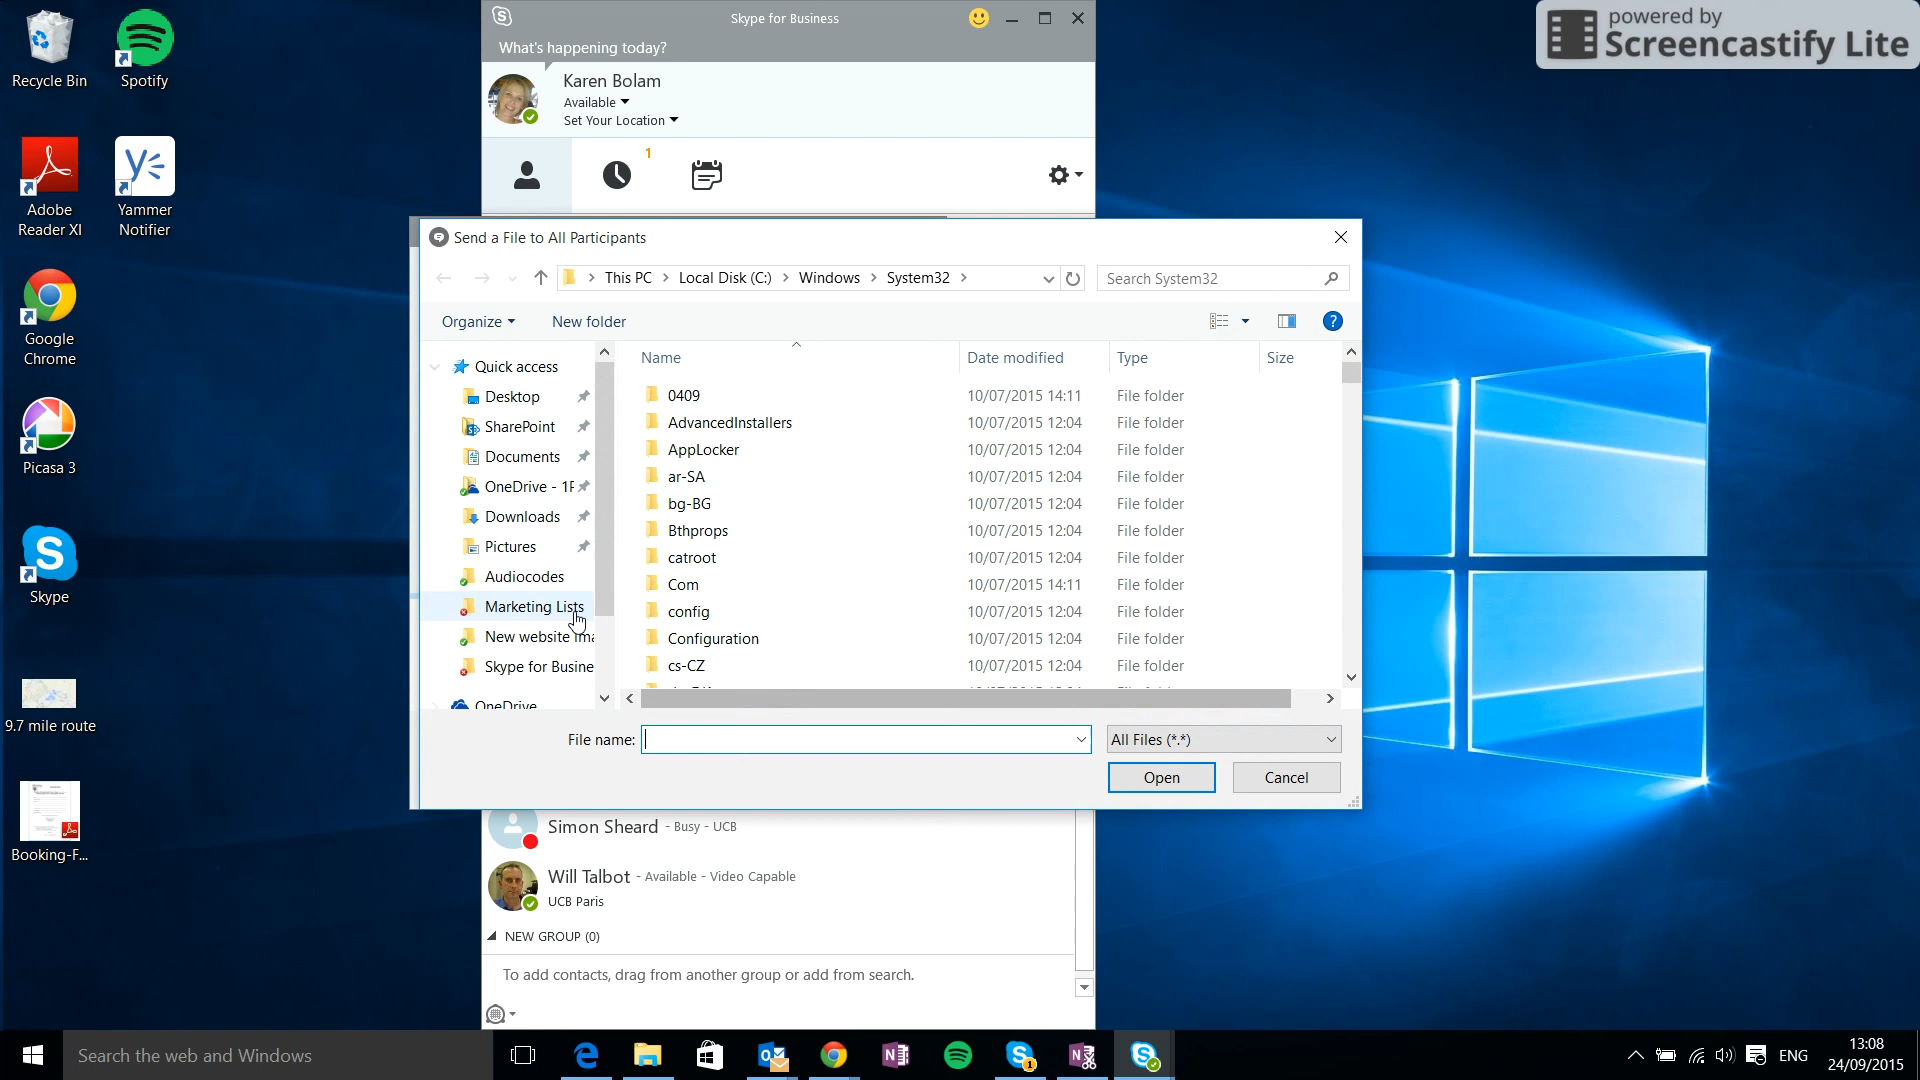 Recycle Bin
Spotify
Adobe
Reader XI
Yammer
Notifier
Google
Chrome
Picasa 3
Skype
9.7 mile route
Booking-F...
Skype for Business
What's happening today?
Karen Bolam
Available
Set Your Location
1
powered by
Screencastify Lite
Send a File to All Participants
This PC > Local Disk (C:) > Windows > System32 >
Search System32
Organize
New folder
Quick access
Desktop
SharePoint
Documents
OneDrive - 1F
Downloads
Pictures
Audiocodes
Marketing Lists
New website ima
Skype for Busine
OneDrive
Name Date modified Type Size
0409 10/07/2015 14:11 File folder
AdvancedInstallers 10/07/2015 12:04 File folder
AppLocker 10/07/2015 12:04 File folder
ar-SA 10/07/2015 12:04 File folder
bg-BG 10/07/2015 12:04 File folder
Bthprops 10/07/2015 12:04 File folder
catroot 10/07/2015 12:04 File folder
Com 10/07/2015 14:11 File folder
config 10/07/2015 12:04 File folder
Configuration 10/07/2015 12:04 File folder
cs-CZ 10/07/2015 12:04 File folder
File name:
All Files (*.*)
Open
Cancel
Simon Sheard - Busy - UCB
Will Talbot - Available - Video Capable
UCB Paris
NEW GROUP (0)
To add contacts, drag from another group or add from search.
Search the web and Windows
ENG
13:08
24/09/2015